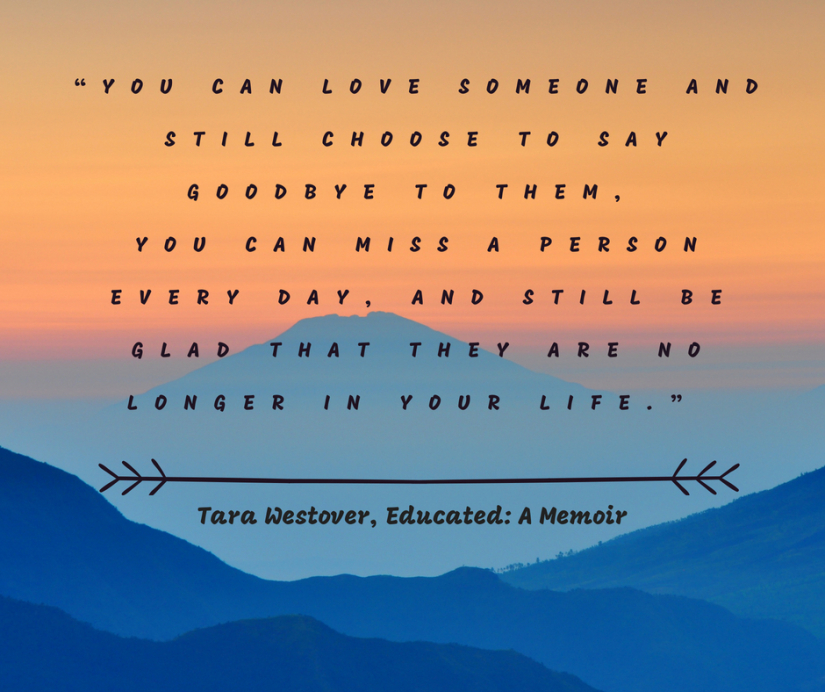 “YOU CAN LOVE SOMEONE AND
STILL CHOOSE TO SAY
GOODBYE TO THEM,
YOU CAN MISS A PERSON
EVERY DAY, AND STILL BE
GLAD THAT THEY ARE NO
LONGER IN YOUR LIFE.”
Tara Westover, Educated: A Memoir